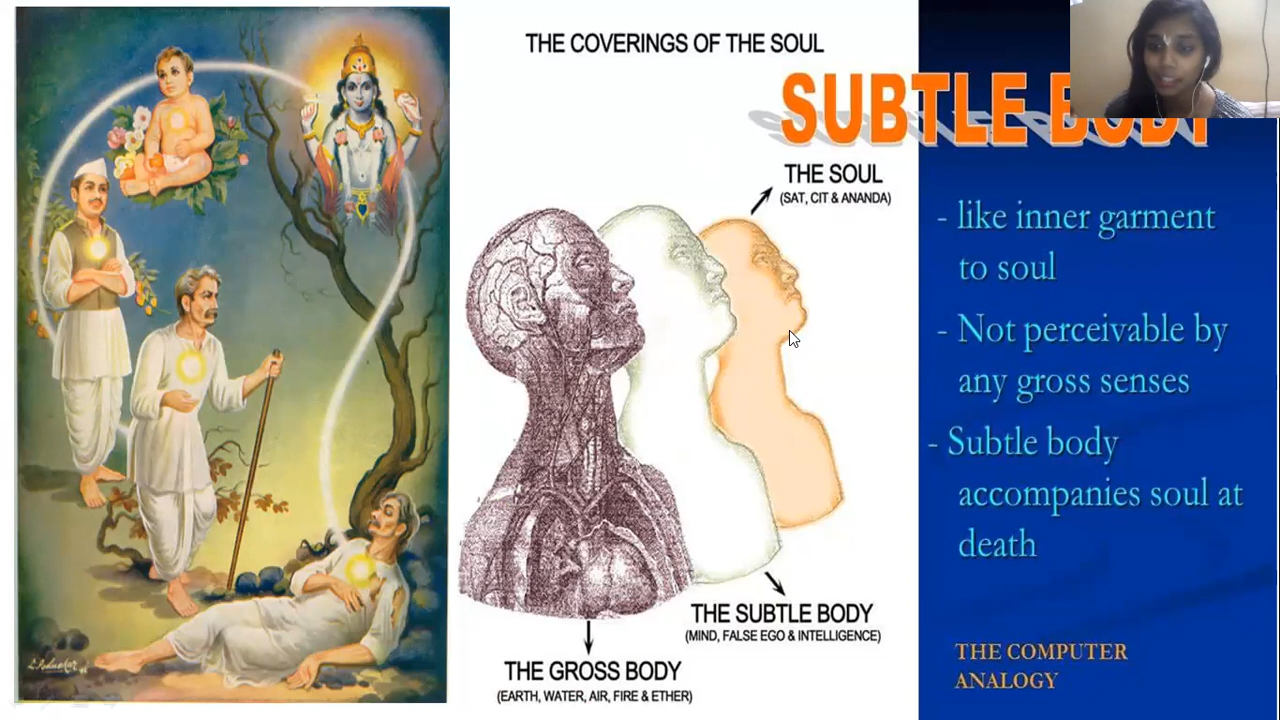 THE COVERINGS OF THE SOUL
SUBTLE BODY
THE SOUL
(SAT, CIT & ANANDA)
THE SUBTLE BODY
(MIND, FALSE EGO & INTELLIGENCE)
THE GROSS BODY
(EARTH, WATER, AIR, FIRE & ETHER)
- like inner garment
to soul
- Not perceivable by
any gross senses
- Subtle body
accompanies soul at
death
THE COMPUTER
ANALOGY